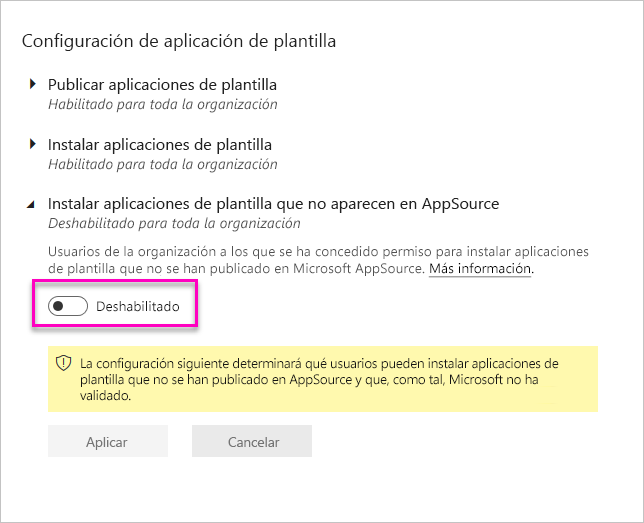 Configuración de aplicación de plantilla
Publicar aplicaciones de plantilla
Habilitado para toda la organización
Instalar aplicaciones de plantilla
Habilitado para toda la organización
Instalar aplicaciones de plantilla que no aparecen en AppSource
Deshabilitado para toda la organización
Usuarios de la organización a los que se ha concedido permiso para instalar aplicaciones
de plantilla que no se han publicado en Microsoft AppSource. Más información.
Deshabilitado
La configuración siguiente determinará qué usuarios pueden instalar aplicaciones de
plantilla que no se han publicado en AppSource y que, como tal, Microsoft no ha
validado.
Aplicar
Cancelar